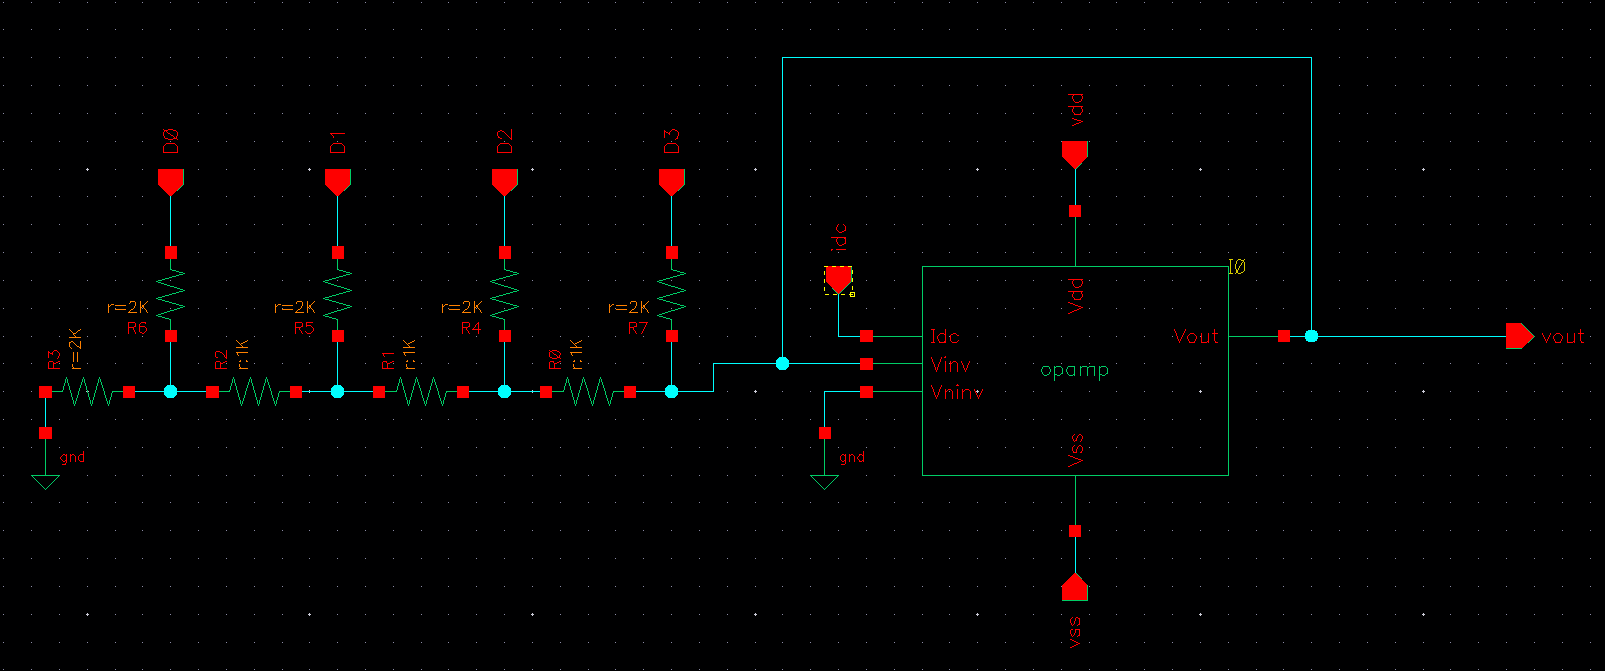 D0
D1
D2
D3
vdd
idc
I0
r=2K
R6
r=2K
R5
r=2K
R4
r=2K
R7
R3
r=2K
R2
r:1K
R1
r:1K
R0
r:1K
Vdd
Idc
Vinv
Vninv
opamp
Vout
vout
Vss
gnd
gnd
vss